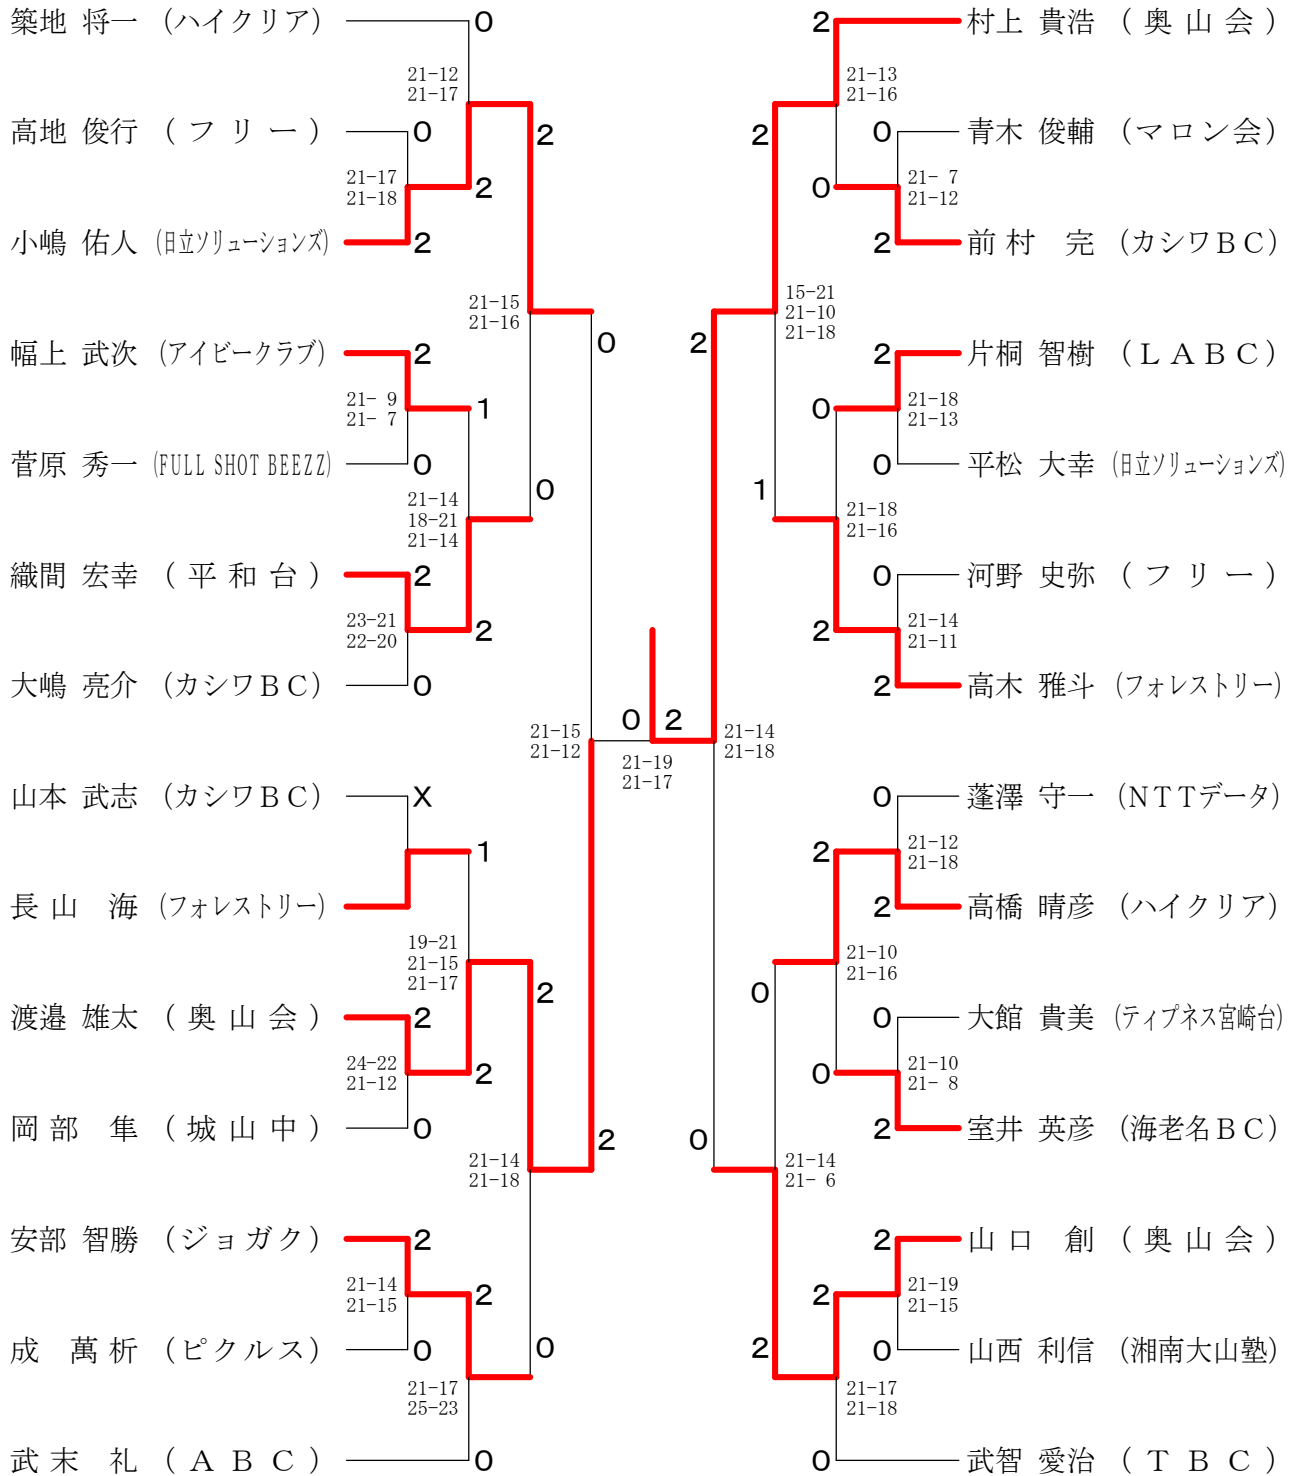 築地 将一 (ハイクリア) 0
21-12
21-17
高地 俊行 (フリー) 0
2
21-17
21-18
2
小嶋 佑人 (日立ソリューションズ) 2
21-15
21-16
0
幅上 武次 (アイビークラブ) 2
21- 9
21- 7
1
菅原 秀一 (FULL SHOT BEEZZ) 0
0
21-14
18-21
21-14
織間 宏幸 (平和台) 2
23-21
22-20
2
大嶋 亮介 (カシワBC) 0
21-15
21-12
山本 武志 (カシワBC) X
1
長山 海 (フォレストリー)
19-21
21-15
21-17
2
渡邉 雄太 (奥山会) 2
24-22
21-12
2
岡部 隼 (城山中) 0
2
21-14
21-18
安部 智勝 (ジョガク) 2
21-14
21-15
2
成 萬析 (ピクルス) 0
0
21-17
25-23
武末 礼 (ABC) 0
0 2
21-19
21-17
2 村上 貴浩 (奥山会)
21-13
21-16
2
0 青木 俊輔 (マロン会)
0
21- 7
21-12
2 前村 完 (カシワBC)
15-21
21-10
21-18
2
2 片桐 智樹 (LABC)
0
21-18
21-13
0 平松 大幸 (日立ソリューションズ)
1
21-18
21-16
0 河野 史弥 (フリー)
2
21-14
21-11
2 高木 雅斗 (フォレストリー)
21-14
21-18
0 蓬澤 守一 (NTTデータ)
2
21-12
21-18
2 高橋 晴彦 (ハイクリア)
21-10
21-16
0
0 大館 貴美 (ティップネス宮崎台)
0
21-10
21- 8
2 室井 英彦 (海老名BC)
0
21-14
21- 6
2 山口 創 (奥山会)
2
21-19
21-15
0 山西 利信 (湘南大山塾)
2
21-17
21-18
0 武智 愛治 (TBC)